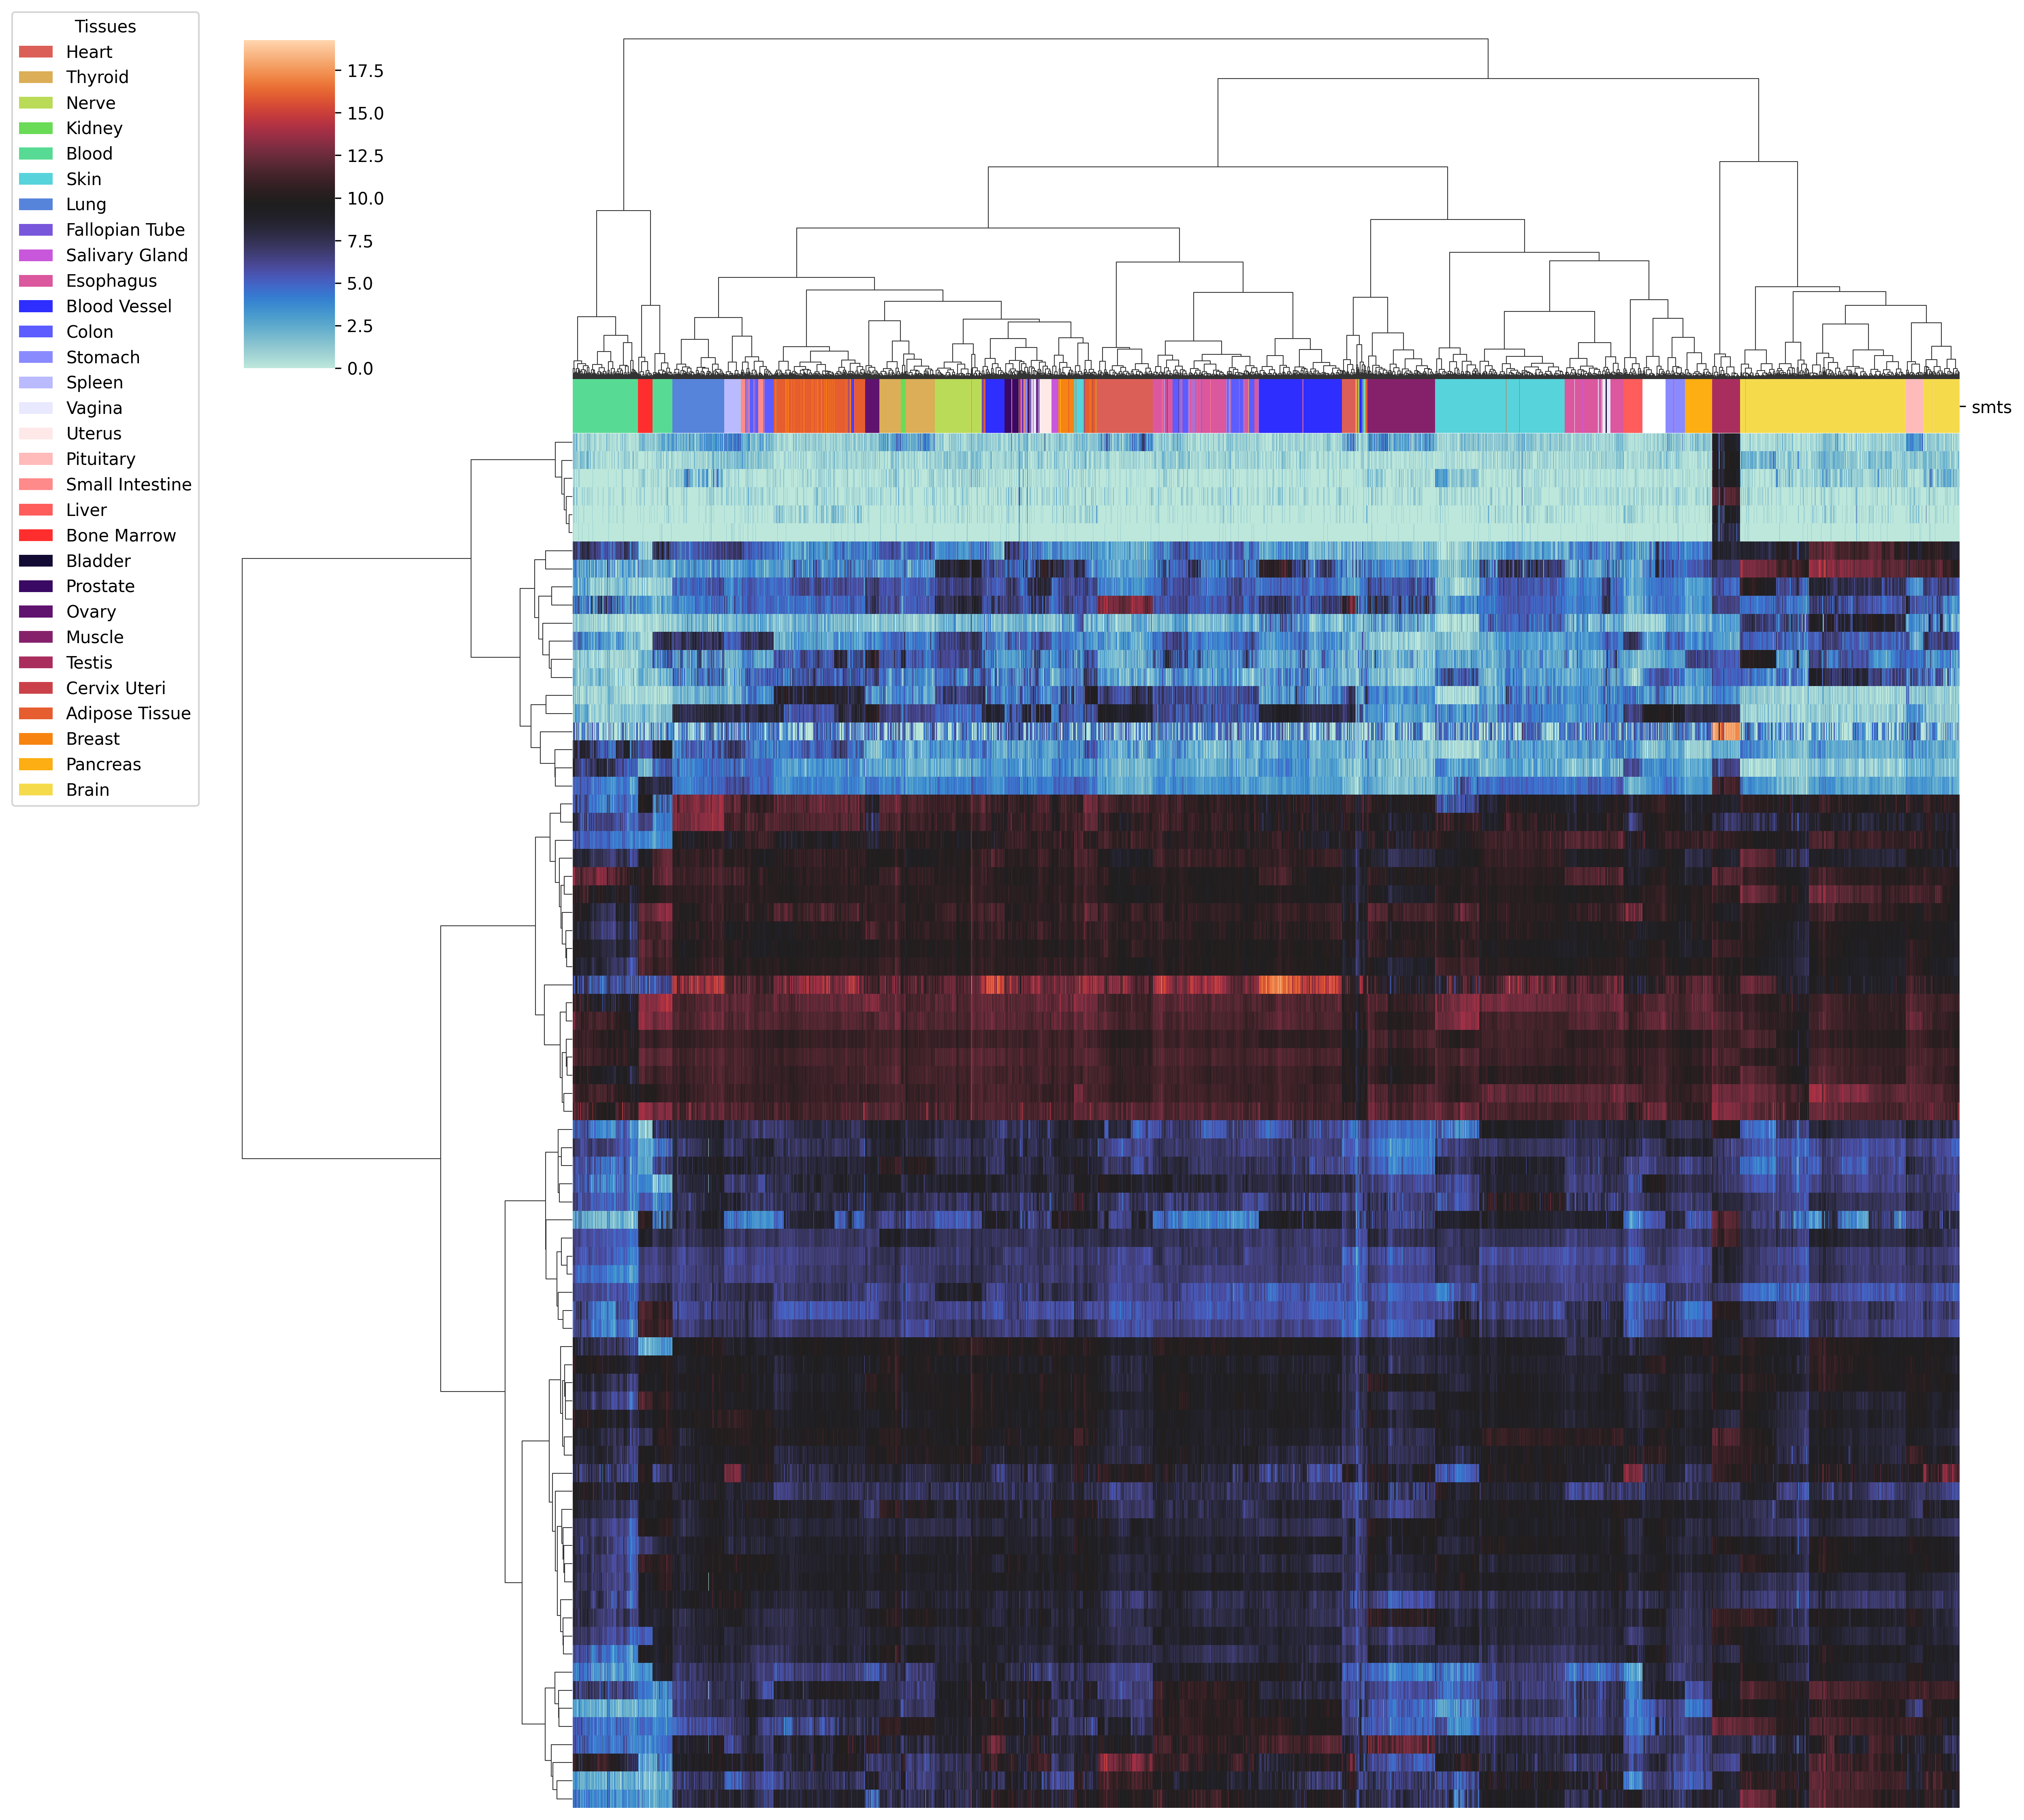 Tissues
Heart
Thyroid
Nerve
Kidney
Blood
Skin
Lung
Fallopian Tube
Salivary Gland
Esophagus
Blood Vessel
Colon
Stomach
Spleen
Vagina
Uterus
Pituitary
Small Intestine
Liver
Bone Marrow
Bladder
Prostate
Ovary
Muscle
Testis
Cervix Uteri
Adipose Tissue
Breast
Pancreas
Brain
17.5
15.0
12.5
10.0
7.5
5.0
2.5
0.0
smts